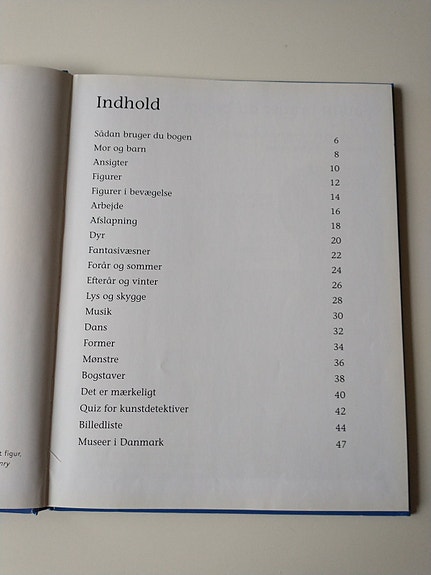 Indhold
Sådan bruger du bogen 6
Mor og barn 8
Ansigter 10
Figurer 12
Figurer i bevægelse 14
Arbejde 16
Afslapning 18
Dyr 20
Fantasivæsner 22
Forår og sommer 24
Efterår og vinter 26
Lys og skygge 28
Musik 30
Dans 32
Former 34
Mønstre 36
Bogstaver 38
Det er mærkeligt 40
Quiz for kunstdetektiver 42
Billedliste 44
Museer i Danmark 47
t figur,
nry